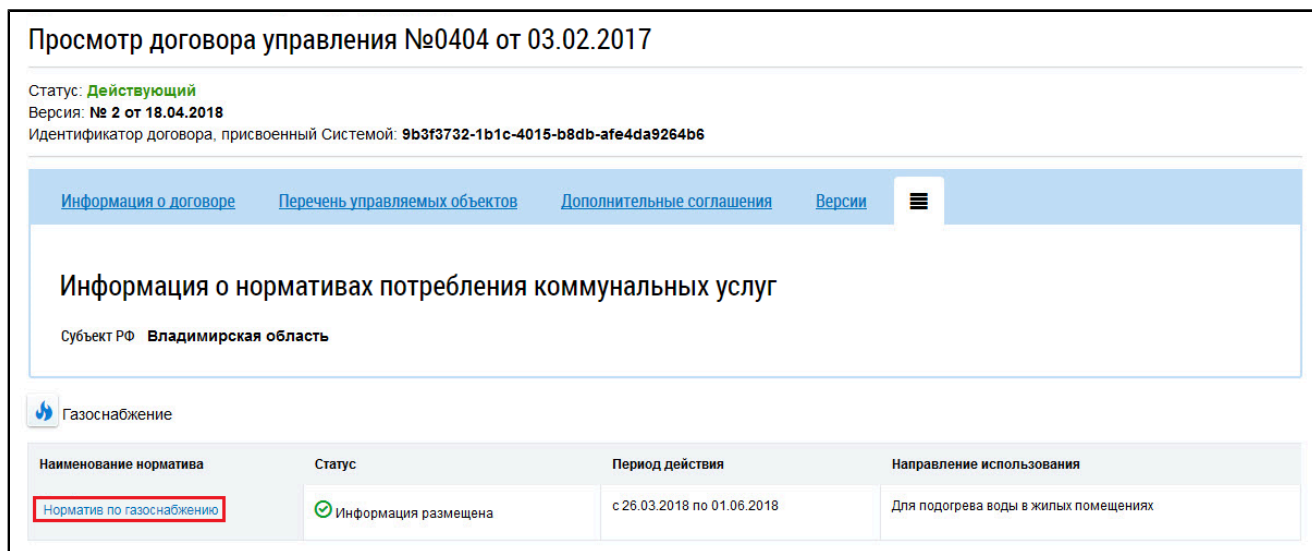 Просмотр договора управления №0404 от 03.02.2017
Статус: Действующий
Версия: № 2 от 18.04.2018
Идентификатор договора, присвоенный Системой: 9b3f3732-1b1c-4015-b8db-afe4da9264b6
Информация о договоре Перечень управляемых объектов Дополнительные соглашения Версии
Информация о нормативах потребления коммунальных услуг
Субъект РФ Владимирская область
Газоснабжение
Наименование норматива Статус Период действия Направление использования
Норматив по газоснабжению Информация размещена с 26.03.2018 по 01.06.2018 Для подогрева воды в жилых помещениях